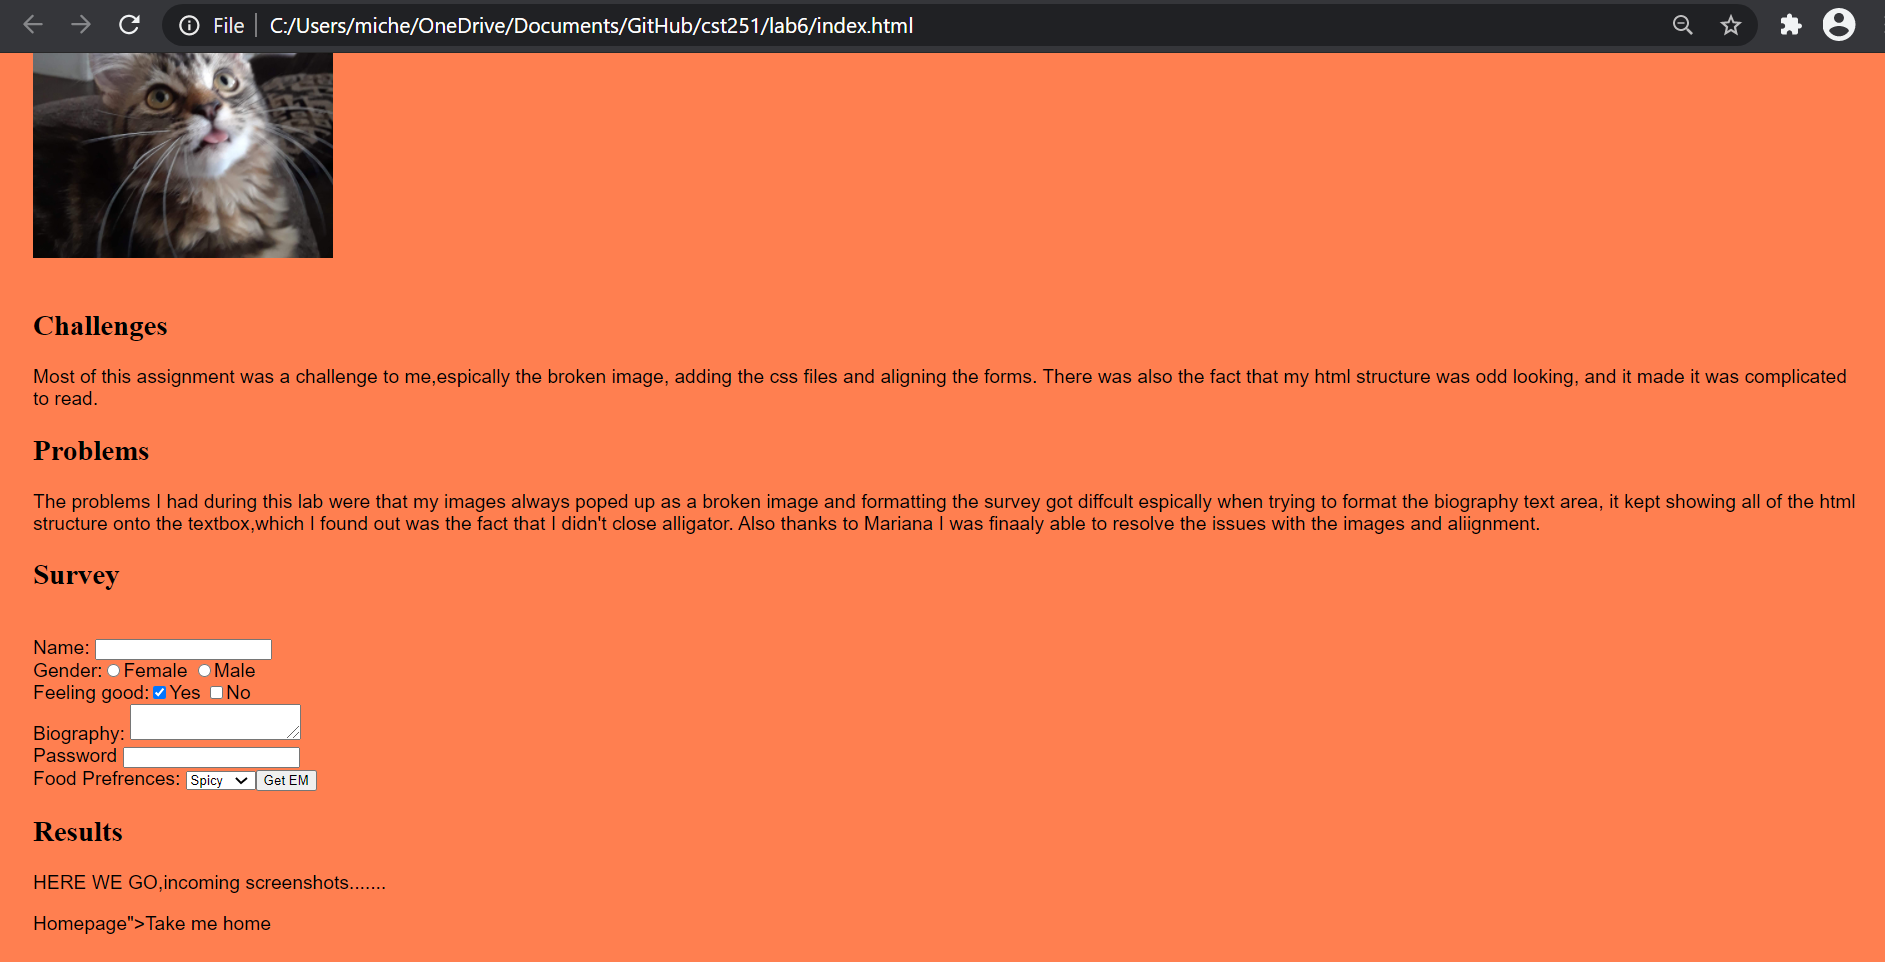 File C:/Users/miche/OneDrive/Documents/GitHub/cst251/lab6/index.html
Challenges
Most of this assignment was a challenge to me,espically the broken image, adding the css files and aligning the forms. There was also the fact that my html structure was odd looking, and it made it was complicated
to read.
Problems
The problems I had during this lab were that my images always poped up as a broken image and formatting the survey got diffcult espically when trying to format the biography text area, it kept showing all of the html
structure onto the textbox,which I found out was the fact that I didn't close alligator. Also thanks to Mariana I was finaaly able to resolve the issues with the images and aliignment.
Survey
Name:
Gender: Female Male
Feeling good: Yes No
Biography:
Password
Food Prefrences: Spicy Get EM
Results
HERE WE GO,incoming screenshots.......
Homepage">Take me home